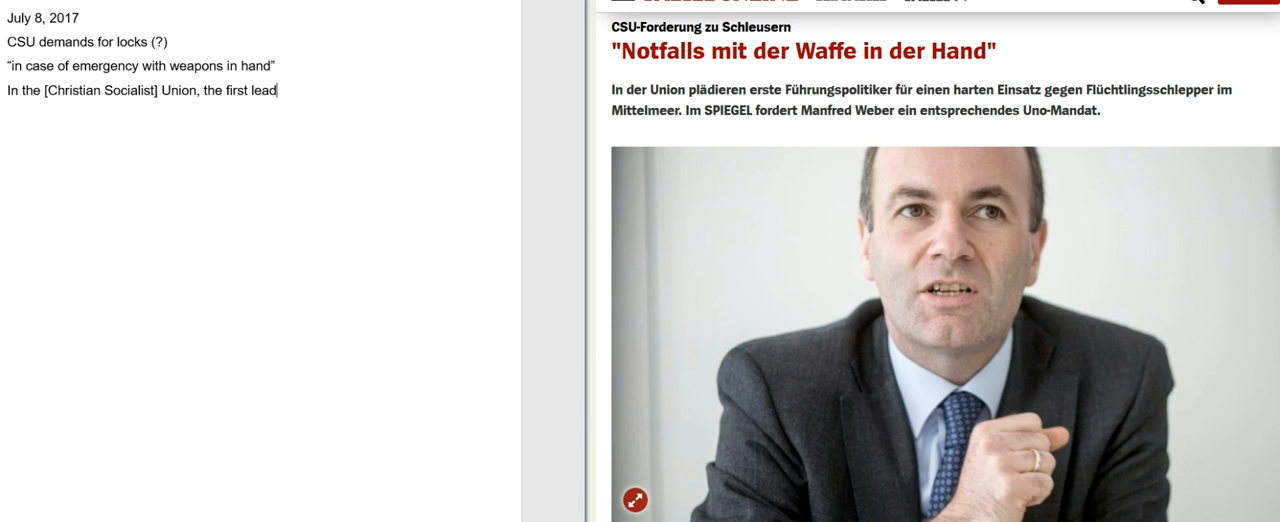 July 8, 2017
CSU demands for locks (?)
“in case of emergency with weapons in hand”
In the [Christian Socialist] Union, the first lead
CSU-Forderung zu Schleusern
"Notfalls mit der Waffe in der Hand"
In der Union plädieren erste Führungspolitiker für einen harten Einsatz gegen Flüchtlingsschlepper im
Mittelmeer. Im SPIEGEL fordert Manfred Weber ein entsprechendes Uno-Mandat.